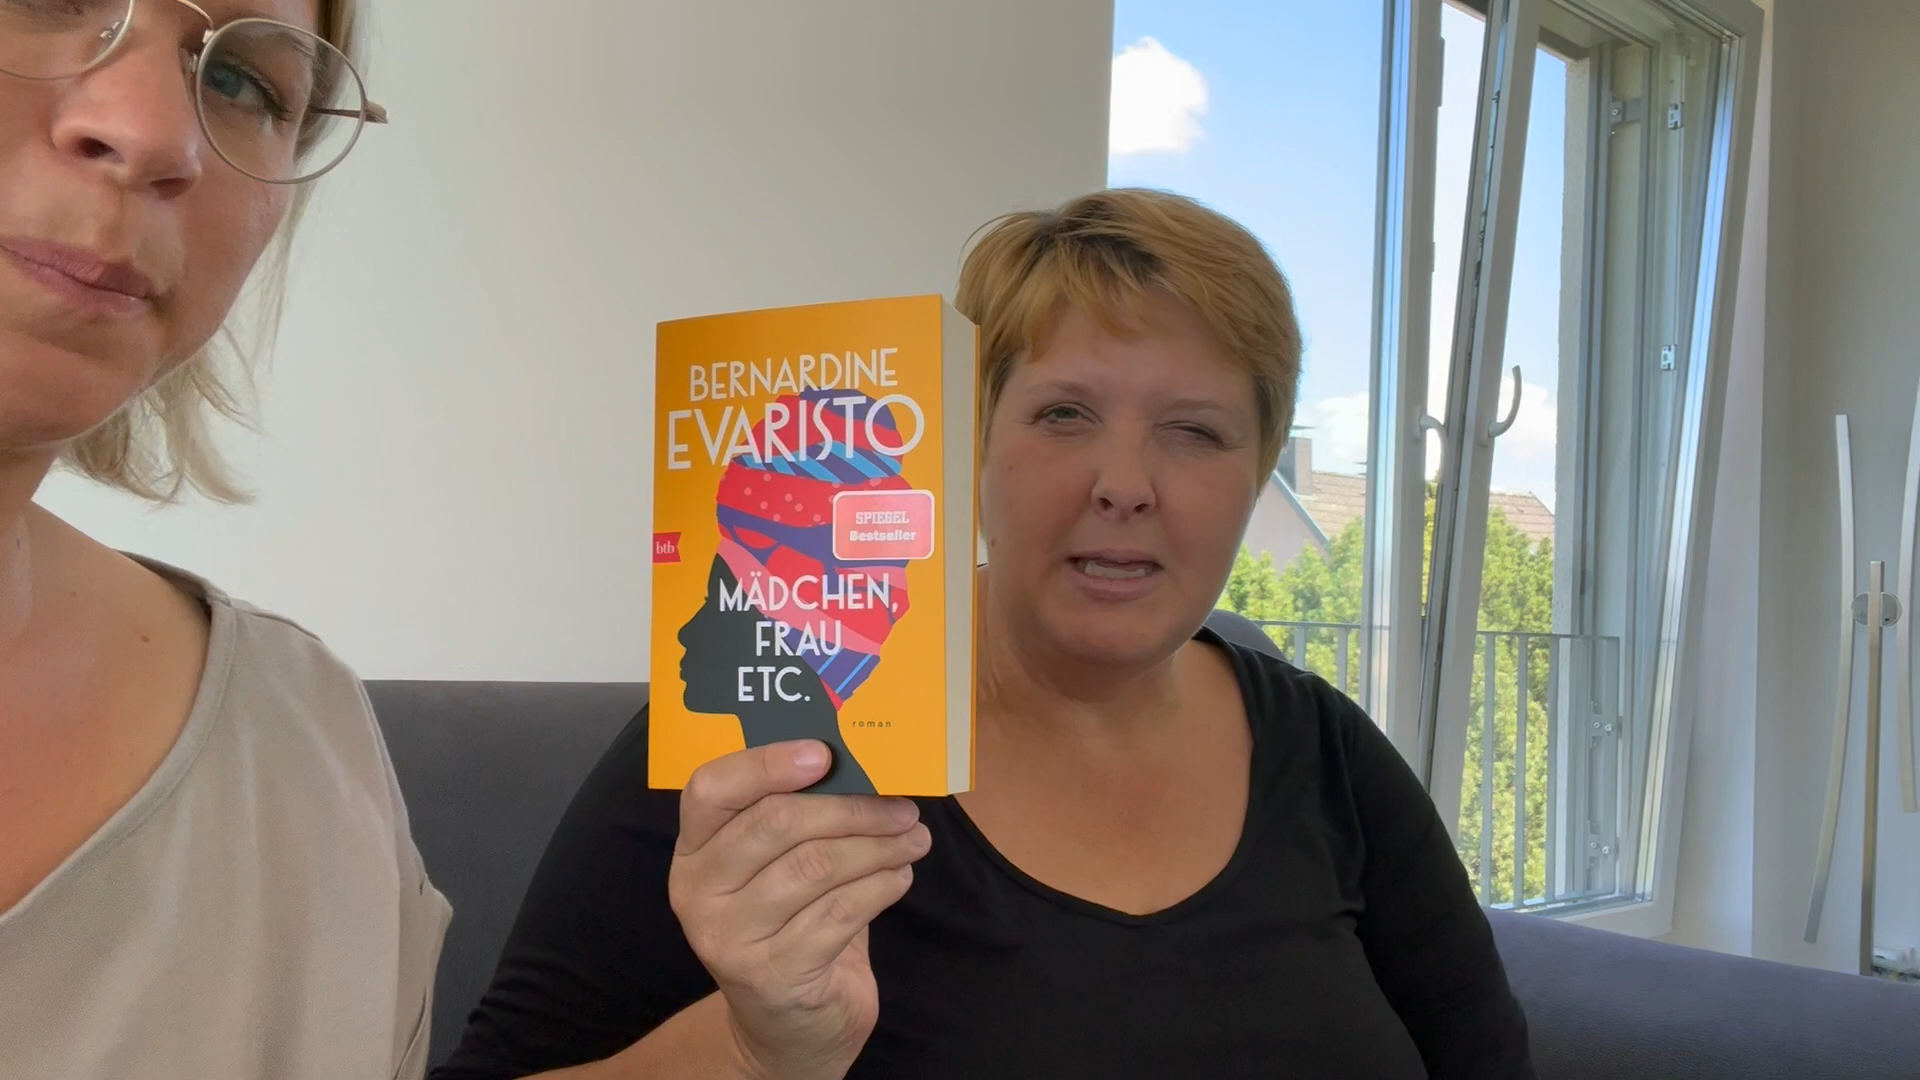 BERNARDINE
EVARISTO
SPIEGEL
Bestseller
btb
MÄDCHEN,
FRAU
ETC.
roman